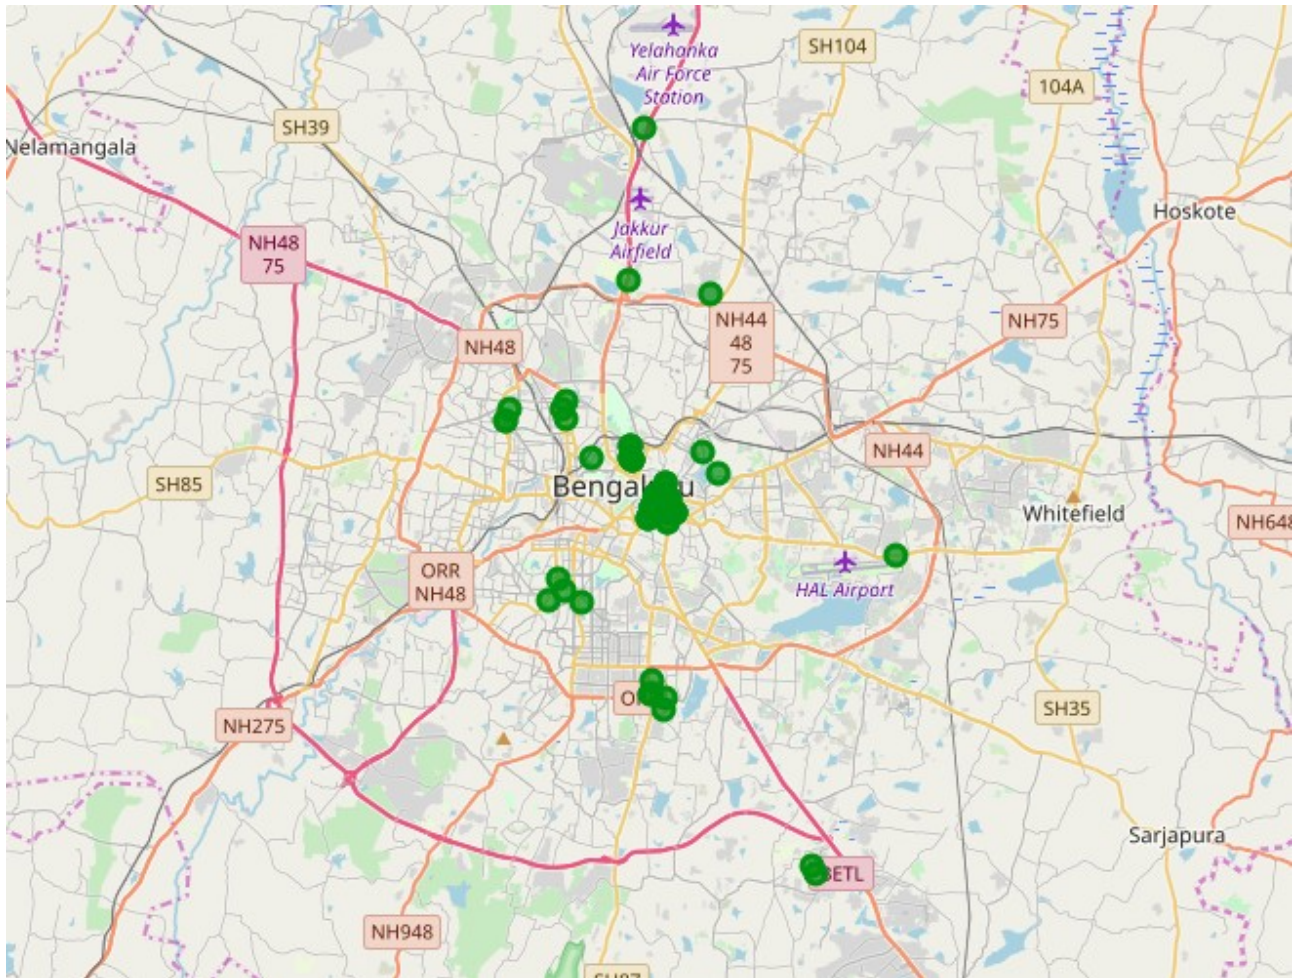 Yelahanka
Air Force
Station
SH104
104A
SH39
Nelamangala
Jakkur
Airfield
Hoskote
NH48
75
NH44
48
75
NH75
NH48
NH44
SH85
Whitefield
NH648
ORR
NH48
HAL Airport
NH275
SH35
Sarjapura
BETL
NH948